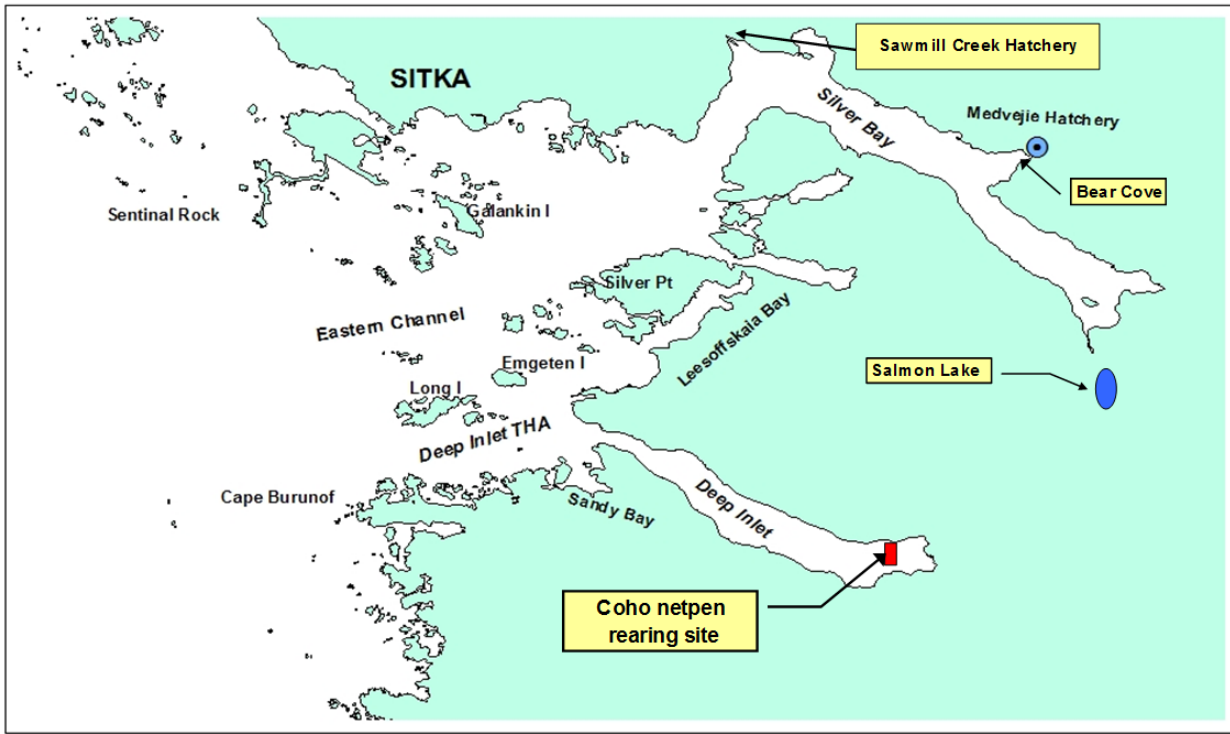 Sawmill Creek Hatchery
SITKA
Silver Bay
Medvejie Hatchery
Bear Cove
Sentinal Rock
Galankin I
Silver Pt
Eastern Channel
Leesoffskaia Bay
Emgeten I
Salmon Lake
Long I
Deep Inlet THA
Cape Burunof
Sandy Bay
Deep Inlet
Coho netpen
rearing site